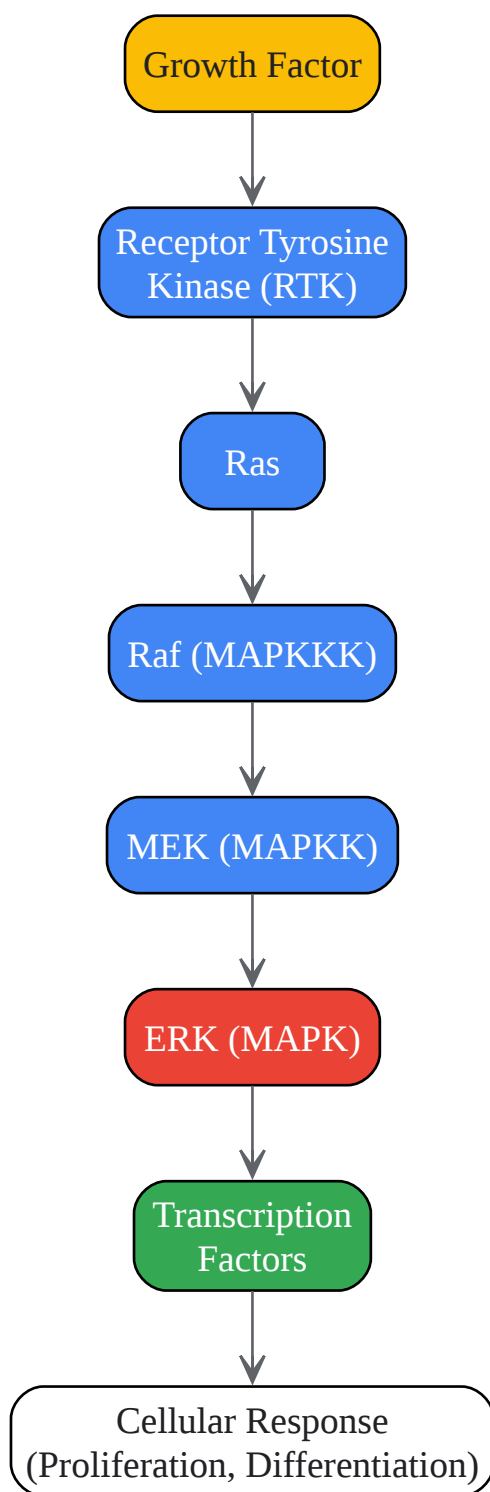 Growth Factor
Receptor Tyrosine
Kinase (RTK)
Ras
Raf (MAPKKK)
MEK (MAPKK)
ERK (MAPK)
Transcription
Factors
Cellular Response
(Proliferation, Differentiation)